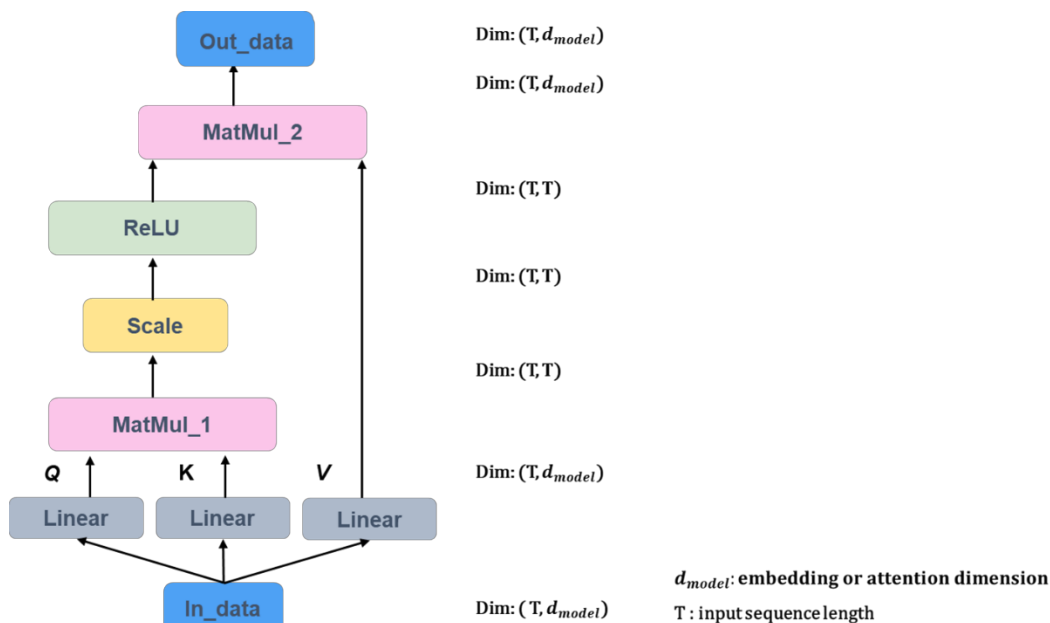 Out_data
Dim: (T, d_model)
Dim: (T, d_model)
MatMul_2
Dim: (T, T)
ReLU
Dim: (T, T)
Scale
Dim: (T, T)
MatMul_1
Q K V
Dim: (T, d_model)
Linear Linear Linear
d_model: embedding or attention dimension
In_data
Dim: (T, d_model)
T : input sequence length